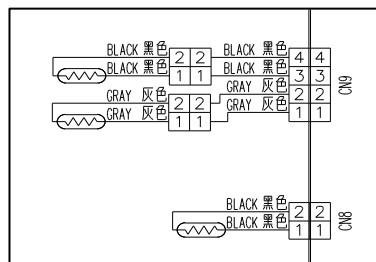 BLACK 黑色 2 2 BLACK 黑色 4 4
BLACK 黑色 1 1 BLACK 黑色 3 3
GRAY 灰色 2 2 GRAY 灰色 2 2
GRAY 灰色 1 1 GRAY 灰色 1 1
CN9
BLACK 黑色 2 2
BLACK 黑色 1 1
CN8